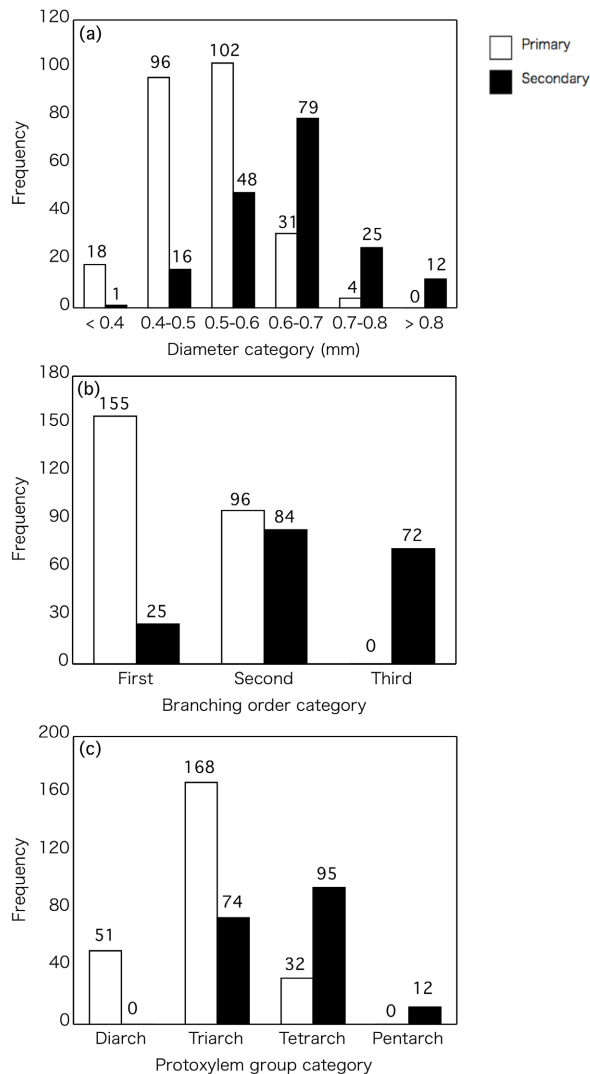 (a)
Primary
Secondary
120
100
80
60
40
20
0
Frequency
18
1
96
16
102
48
31
79
4
25
0
12
< 0.4
0.4-0.5
0.5-0.6
0.6-0.7
0.7-0.8
> 0.8
Diameter category (mm)
(b)
180
150
120
90
60
30
0
Frequency
155
25
96
84
0
72
First
Second
Third
Branching order category
(c)
200
160
120
80
40
0
Frequency
51
0
168
74
32
95
0
12
Diarch
Triarch
Tetrarch
Pentarch
Protoxylem group category